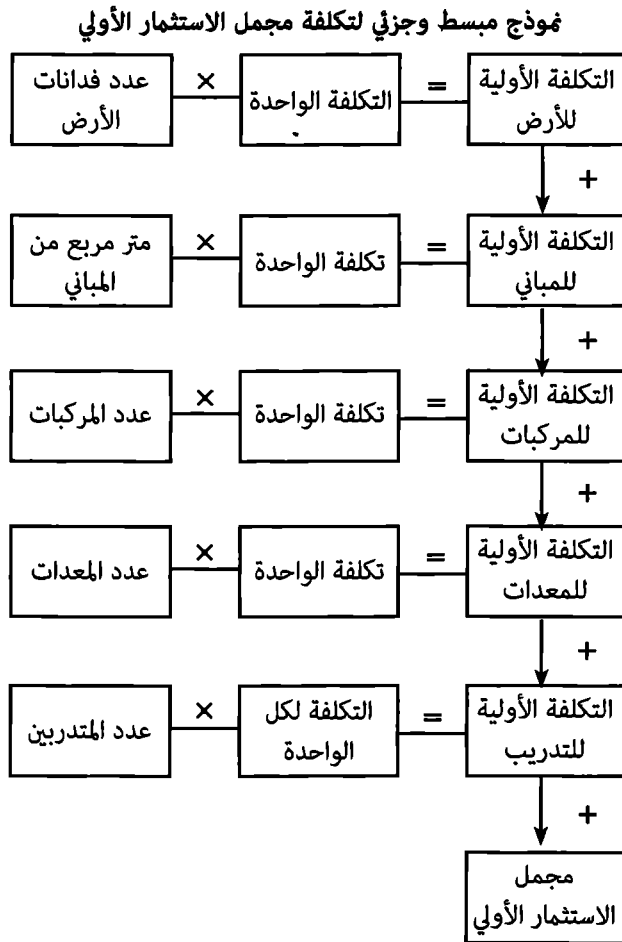 نموذج مبسط وجزئي لتكلفة مجمل الاستثمار الأولي
التكلفة الأولية
للأرض
=
التكلفة الواحدة
×
عدد فدانات
الأرض
+
التكلفة الأولية
للمباني
=
تكلفة الواحدة
×
متر مربع من
المباني
+
التكلفة الأولية
للمركبات
=
تكلفة الواحدة
×
عدد المركبات
+
التكلفة الأولية
للمعدات
=
تكلفة الواحدة
×
عدد المعدات
+
التكلفة الأولية
للتدريب
=
التكلفة لكل
الواحدة
×
عدد المتدربين
+
مجمل
الاستثمار الأولي